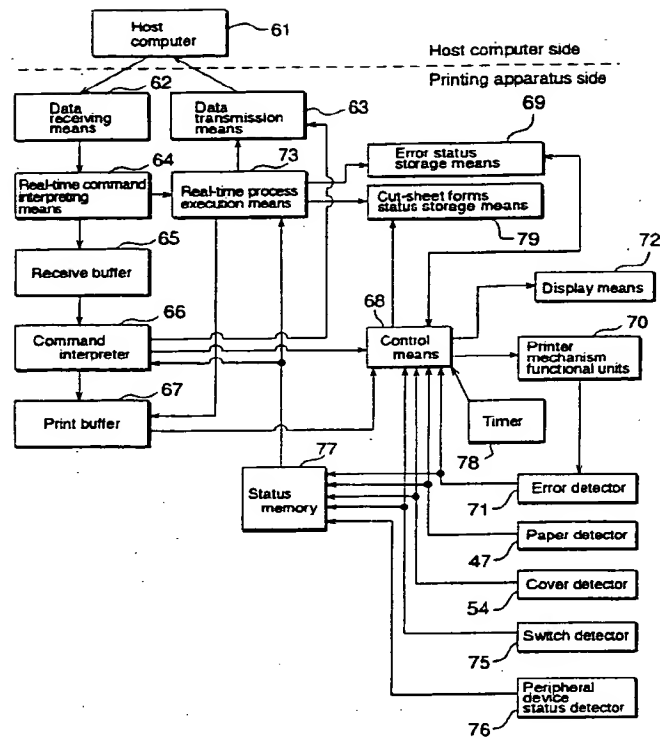 Host
computer
61
Host computer side
Printing apparatus side
62
Data
receiving
means
Data
transmission
means
63
69
64
73
Error status
storage means
Real-time command
interpreting
means
Real-time process
execution means
Cut-sheet forms
status storage means
79
65
72
Receive buffer
68
Display means
66
70
Command
interpreter
Control
means
Printer
mechanism
functional units
67
Print buffer
Timer
77
78
Status
memory
Error detector
71
Paper detector
47
Cover detector
54
Switch detector
75
Peripheral
device
status detector
76